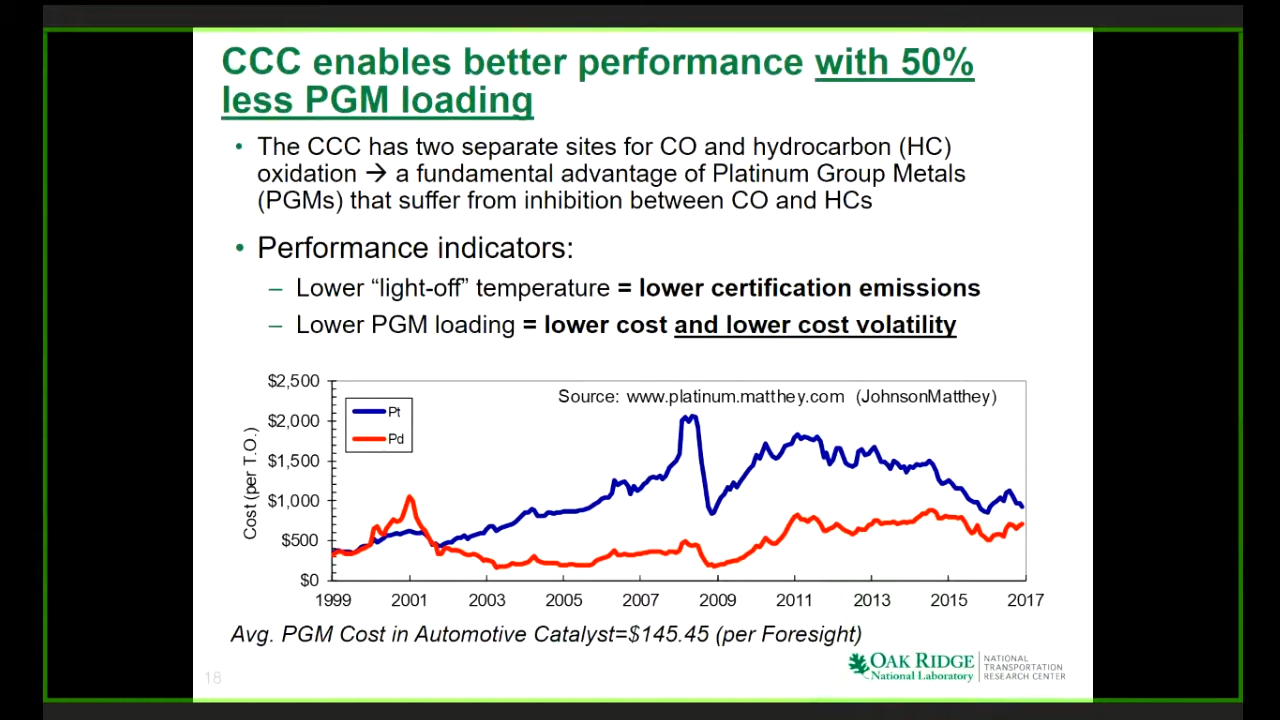 CCC enables better performance with 50%
less PGM loading
• The CCC has two separate sites for CO and hydrocarbon (HC)
oxidation → a fundamental advantage of Platinum Group Metals
(PGMs) that suffer from inhibition between CO and HCs
• Performance indicators:
– Lower “light-off” temperature = lower certification emissions
– Lower PGM loading = lower cost and lower cost volatility
Source: www.platinum.matthey.com (JohnsonMatthey)
Pt
Pd
Cost (per T.O.)
$2,500
$2,000
$1,500
$1,000
$500
$0
1999 2001 2003 2005 2007 2009 2011 2013 2015 2017
Avg. PGM Cost in Automotive Catalyst=$145.45 (per Foresight)
18
OAK RIDGE
National Laboratory
NATIONAL
TRANSPORTATION
RESEARCH CENTER